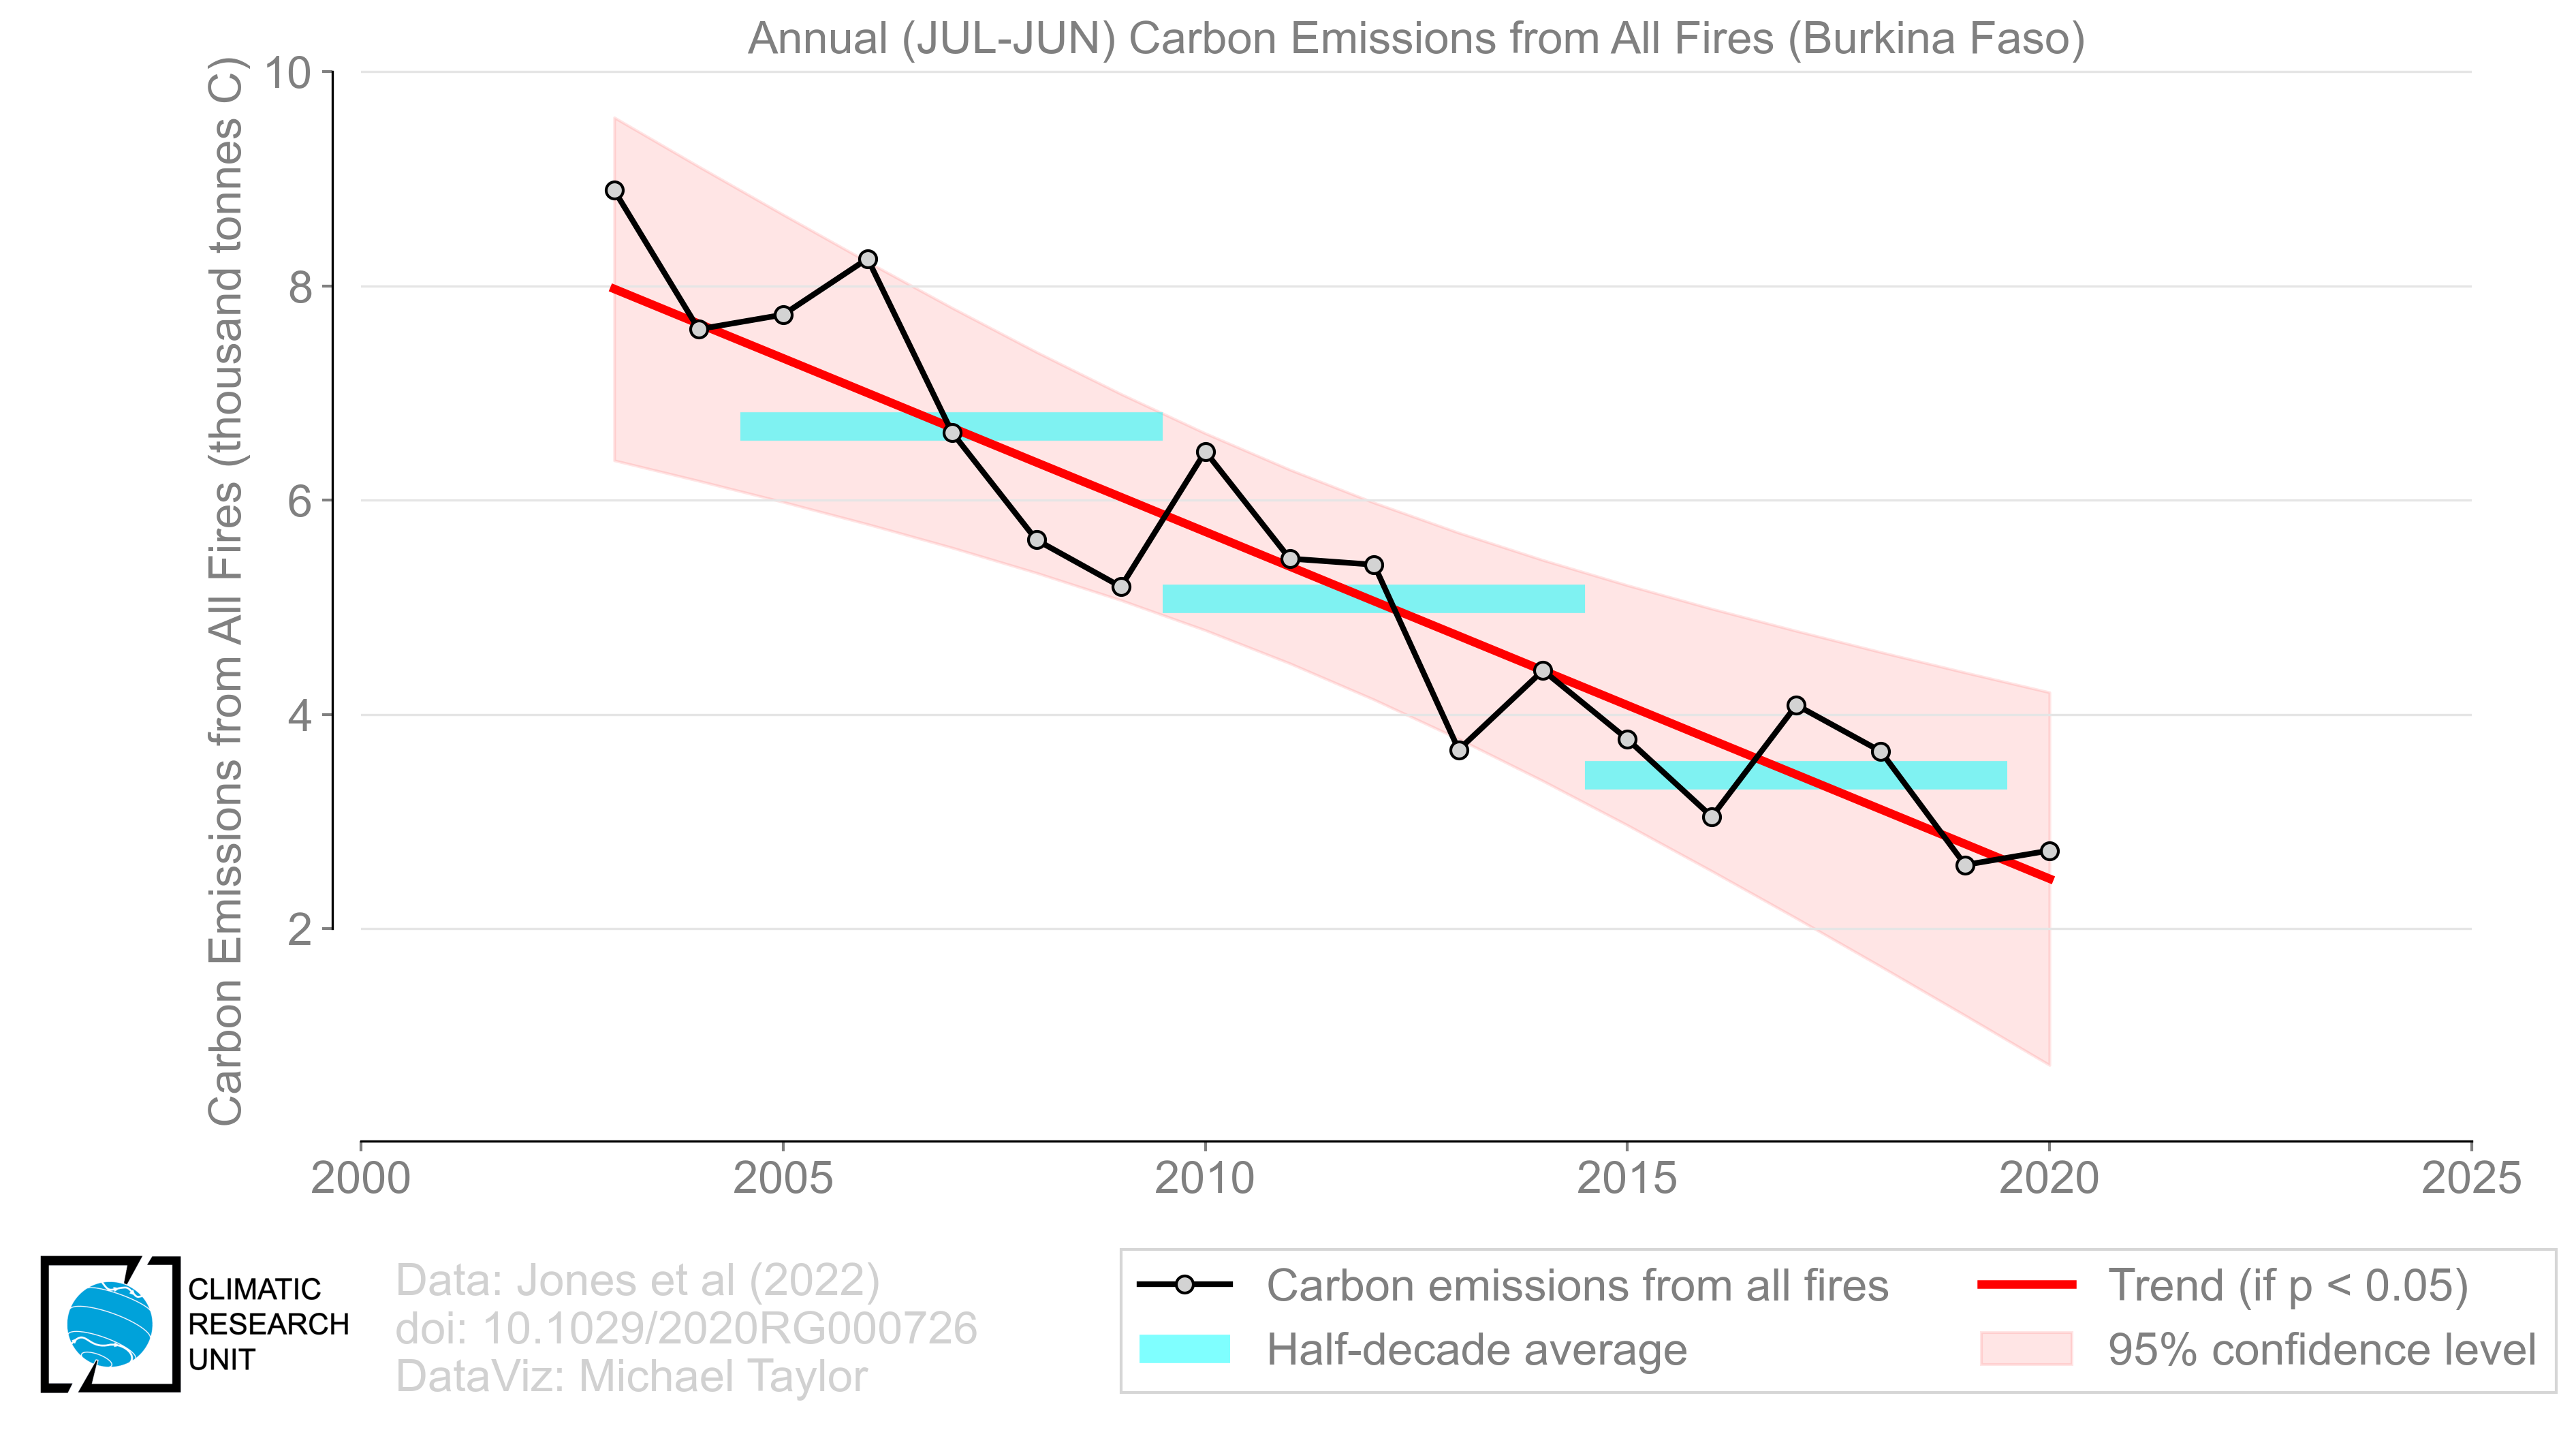 Annual (JUL-JUN) Carbon Emissions from All Fires (Burkina Faso)
Carbon Emissions from All Fires (thousand tonnes C)
10
8
6
4
2
2000
2005
2010
2015
2020
2025
CLIMATIC
RESEARCH
UNIT
Data: Jones et al (2022)
doi: 10.1029/2020RG000726
DataViz: Michael Taylor
Carbon emissions from all fires
Half-decade average
Trend (if p < 0.05)
95% confidence level